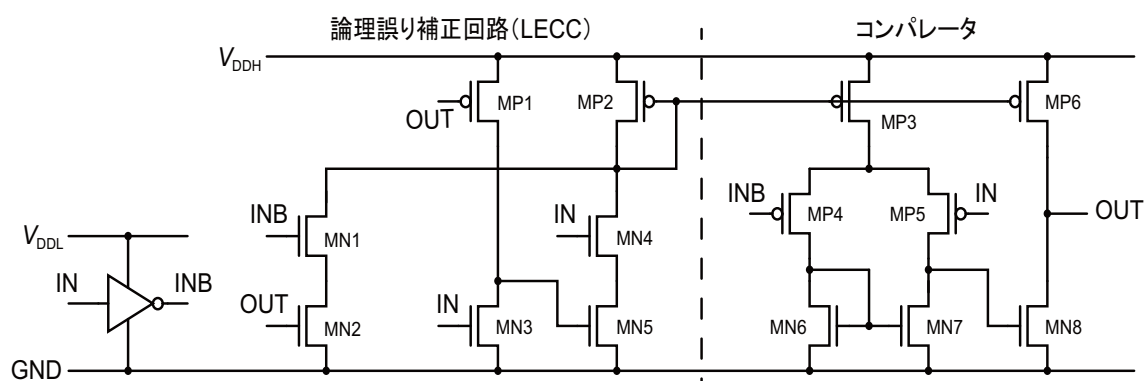 論理誤り補正回路(LECC)
コンパレータ
VDDH
MP1
MP2
MP3
MP6
OUT
INB
MN1
IN
MN4
INB
MP4
MP5
IN
OUT
VDDL
IN
INB
OUT
MN2
IN
MN3
MN5
MN6
MN7
MN8
GND